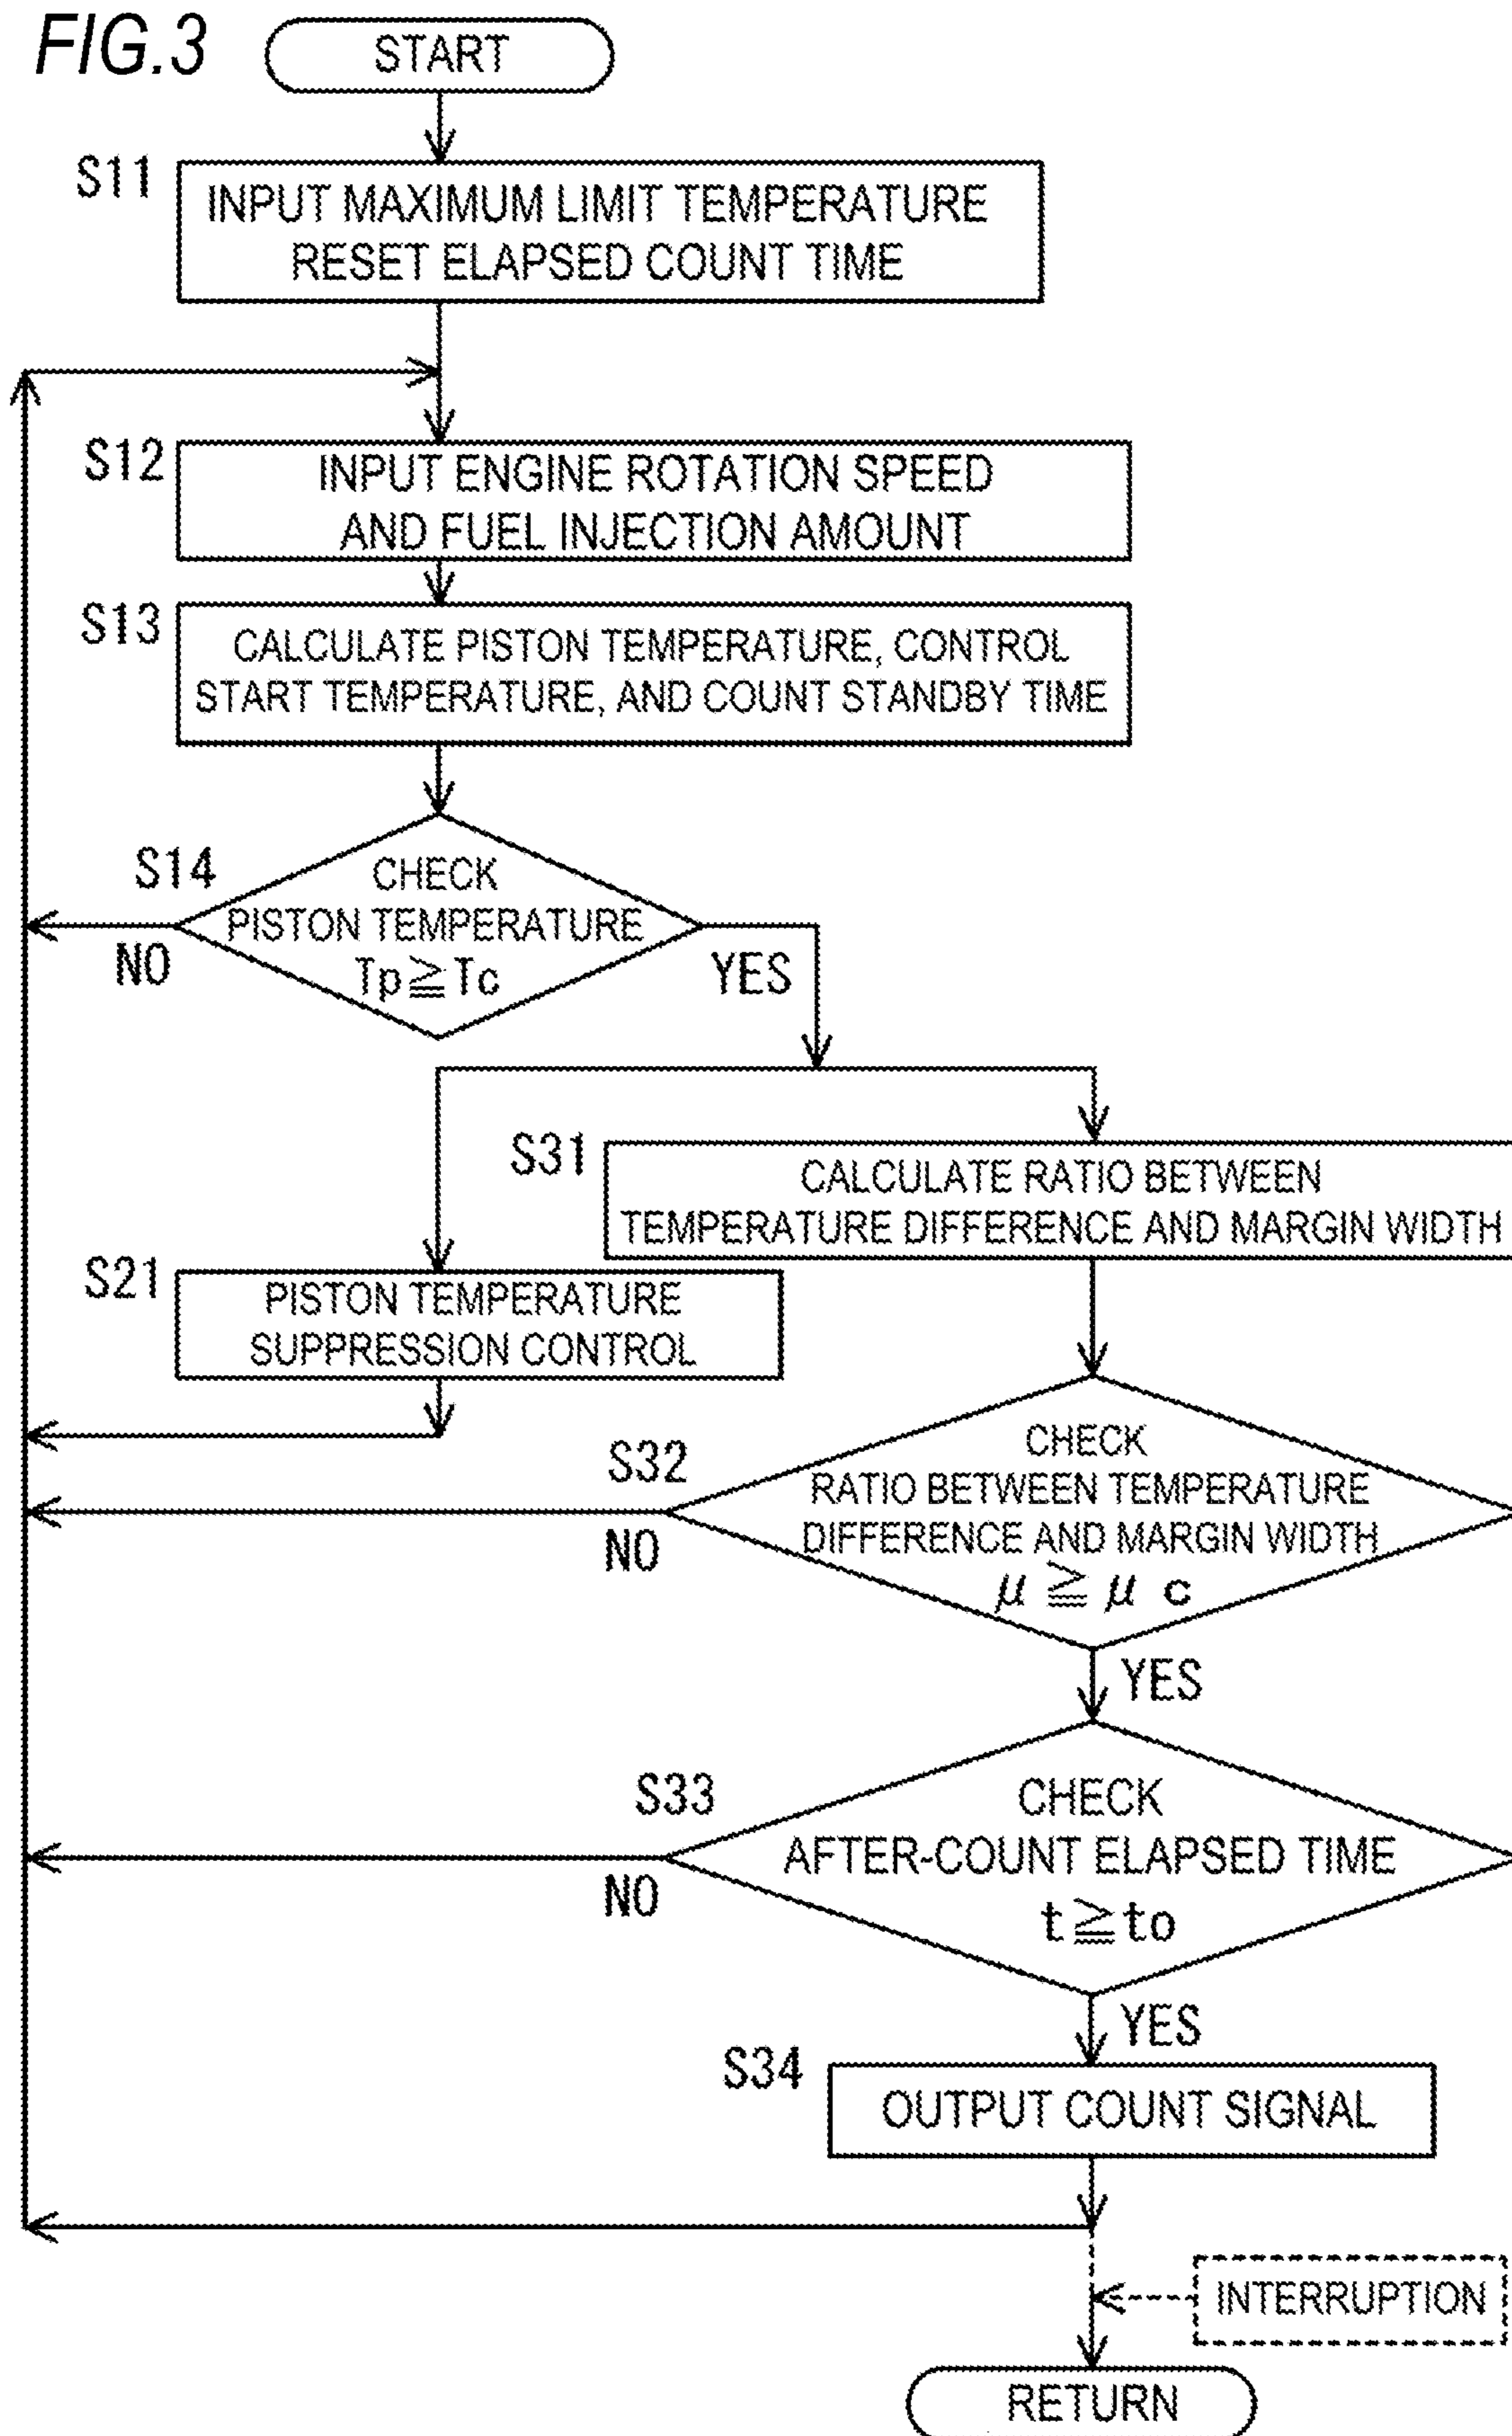 FIG.3
START
S11
INPUT MAXIMUM LIMIT TEMPERATURE
RESET ELAPSED COUNT TIME
S12
INPUT ENGINE ROTATION SPEED
AND FUEL INJECTION AMOUNT
S13
CALCULATE PISTON TEMPERATURE, CONTROL
START TEMPERATURE, AND COUNT STANDBY TIME
S14
CHECK
PISTON TEMPERATURE
Tp≧Tc
NO
YES
S31
CALCULATE RATIO BETWEEN
TEMPERATURE DIFFERENCE AND MARGIN WIDTH
S21
PISTON TEMPERATURE
SUPPRESSION CONTROL
S32
CHECK
RATIO BETWEEN TEMPERATURE
DIFFERENCE AND MARGIN WIDTH
μ ≧ μ c
NO
YES
S33
CHECK
AFTER-COUNT ELAPSED TIME
t≧to
NO
YES
S34
OUTPUT COUNT SIGNAL
INTERRUPTION
RETURN